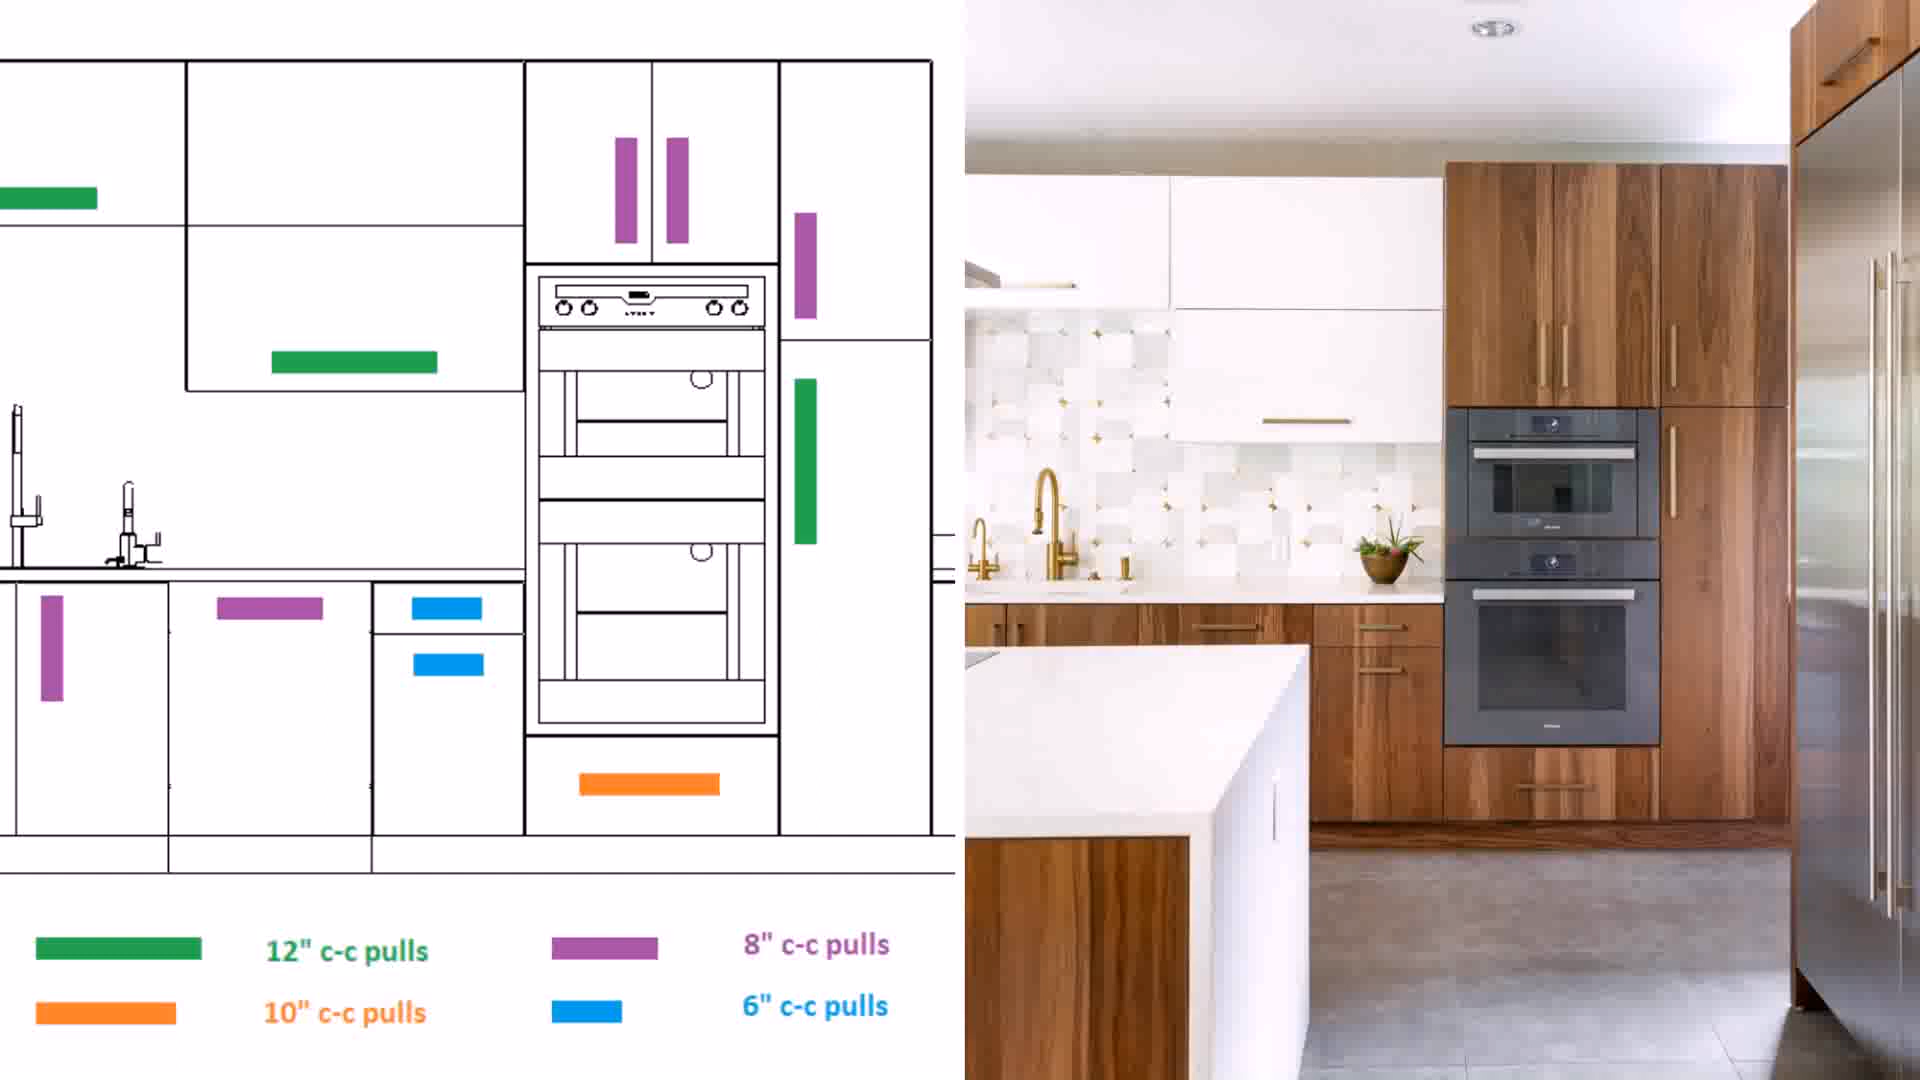 12" c-c pulls
8" c-c pulls
10" c-c pulls
6" c-c pulls